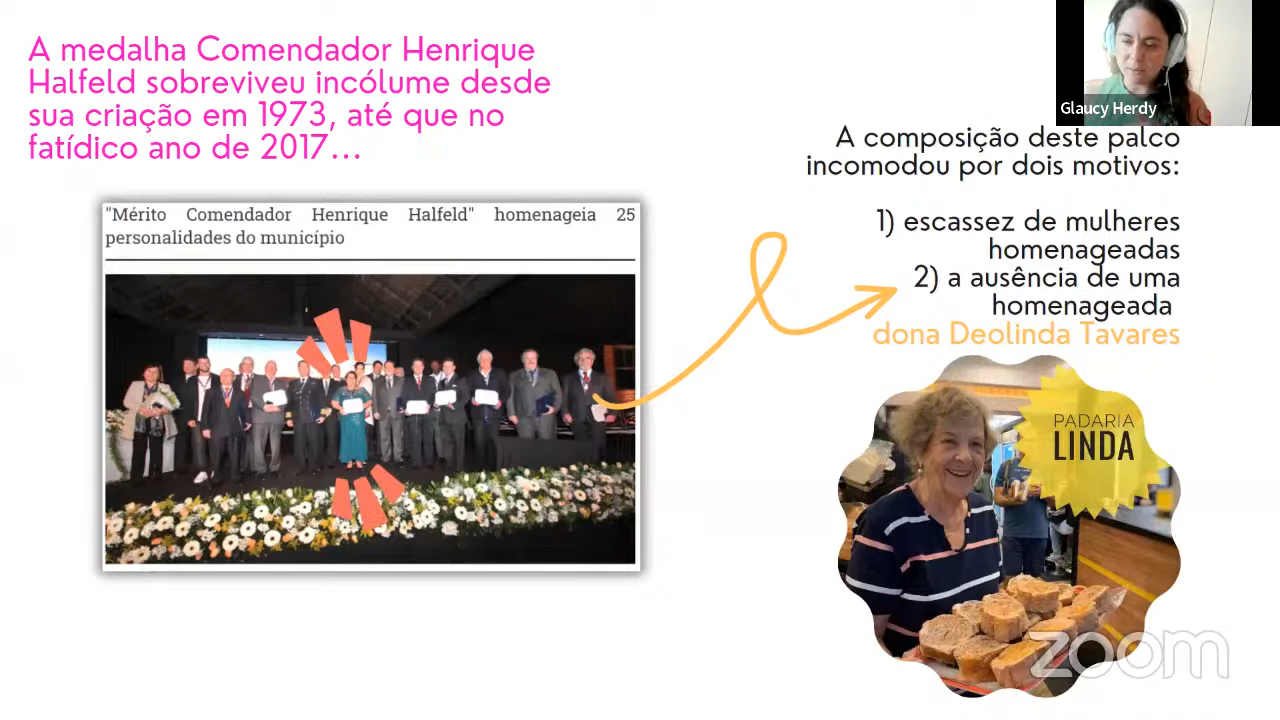 A medalha Comendador Henrique
Halfeld sobreviveu incólume desde
sua criação em 1973, até que no
fatídico ano de 2017...
"Mérito Comendador Henrique Halfeld" homenageia 25
personalidades do município
Glaucy Herdy
A composição deste palco
incomodou por dois motivos:
1) escassez de mulheres
homenageadas
2) a ausência de uma
homenageada
dona Deolinda Tavares
PADARIA
LINDA
zoom